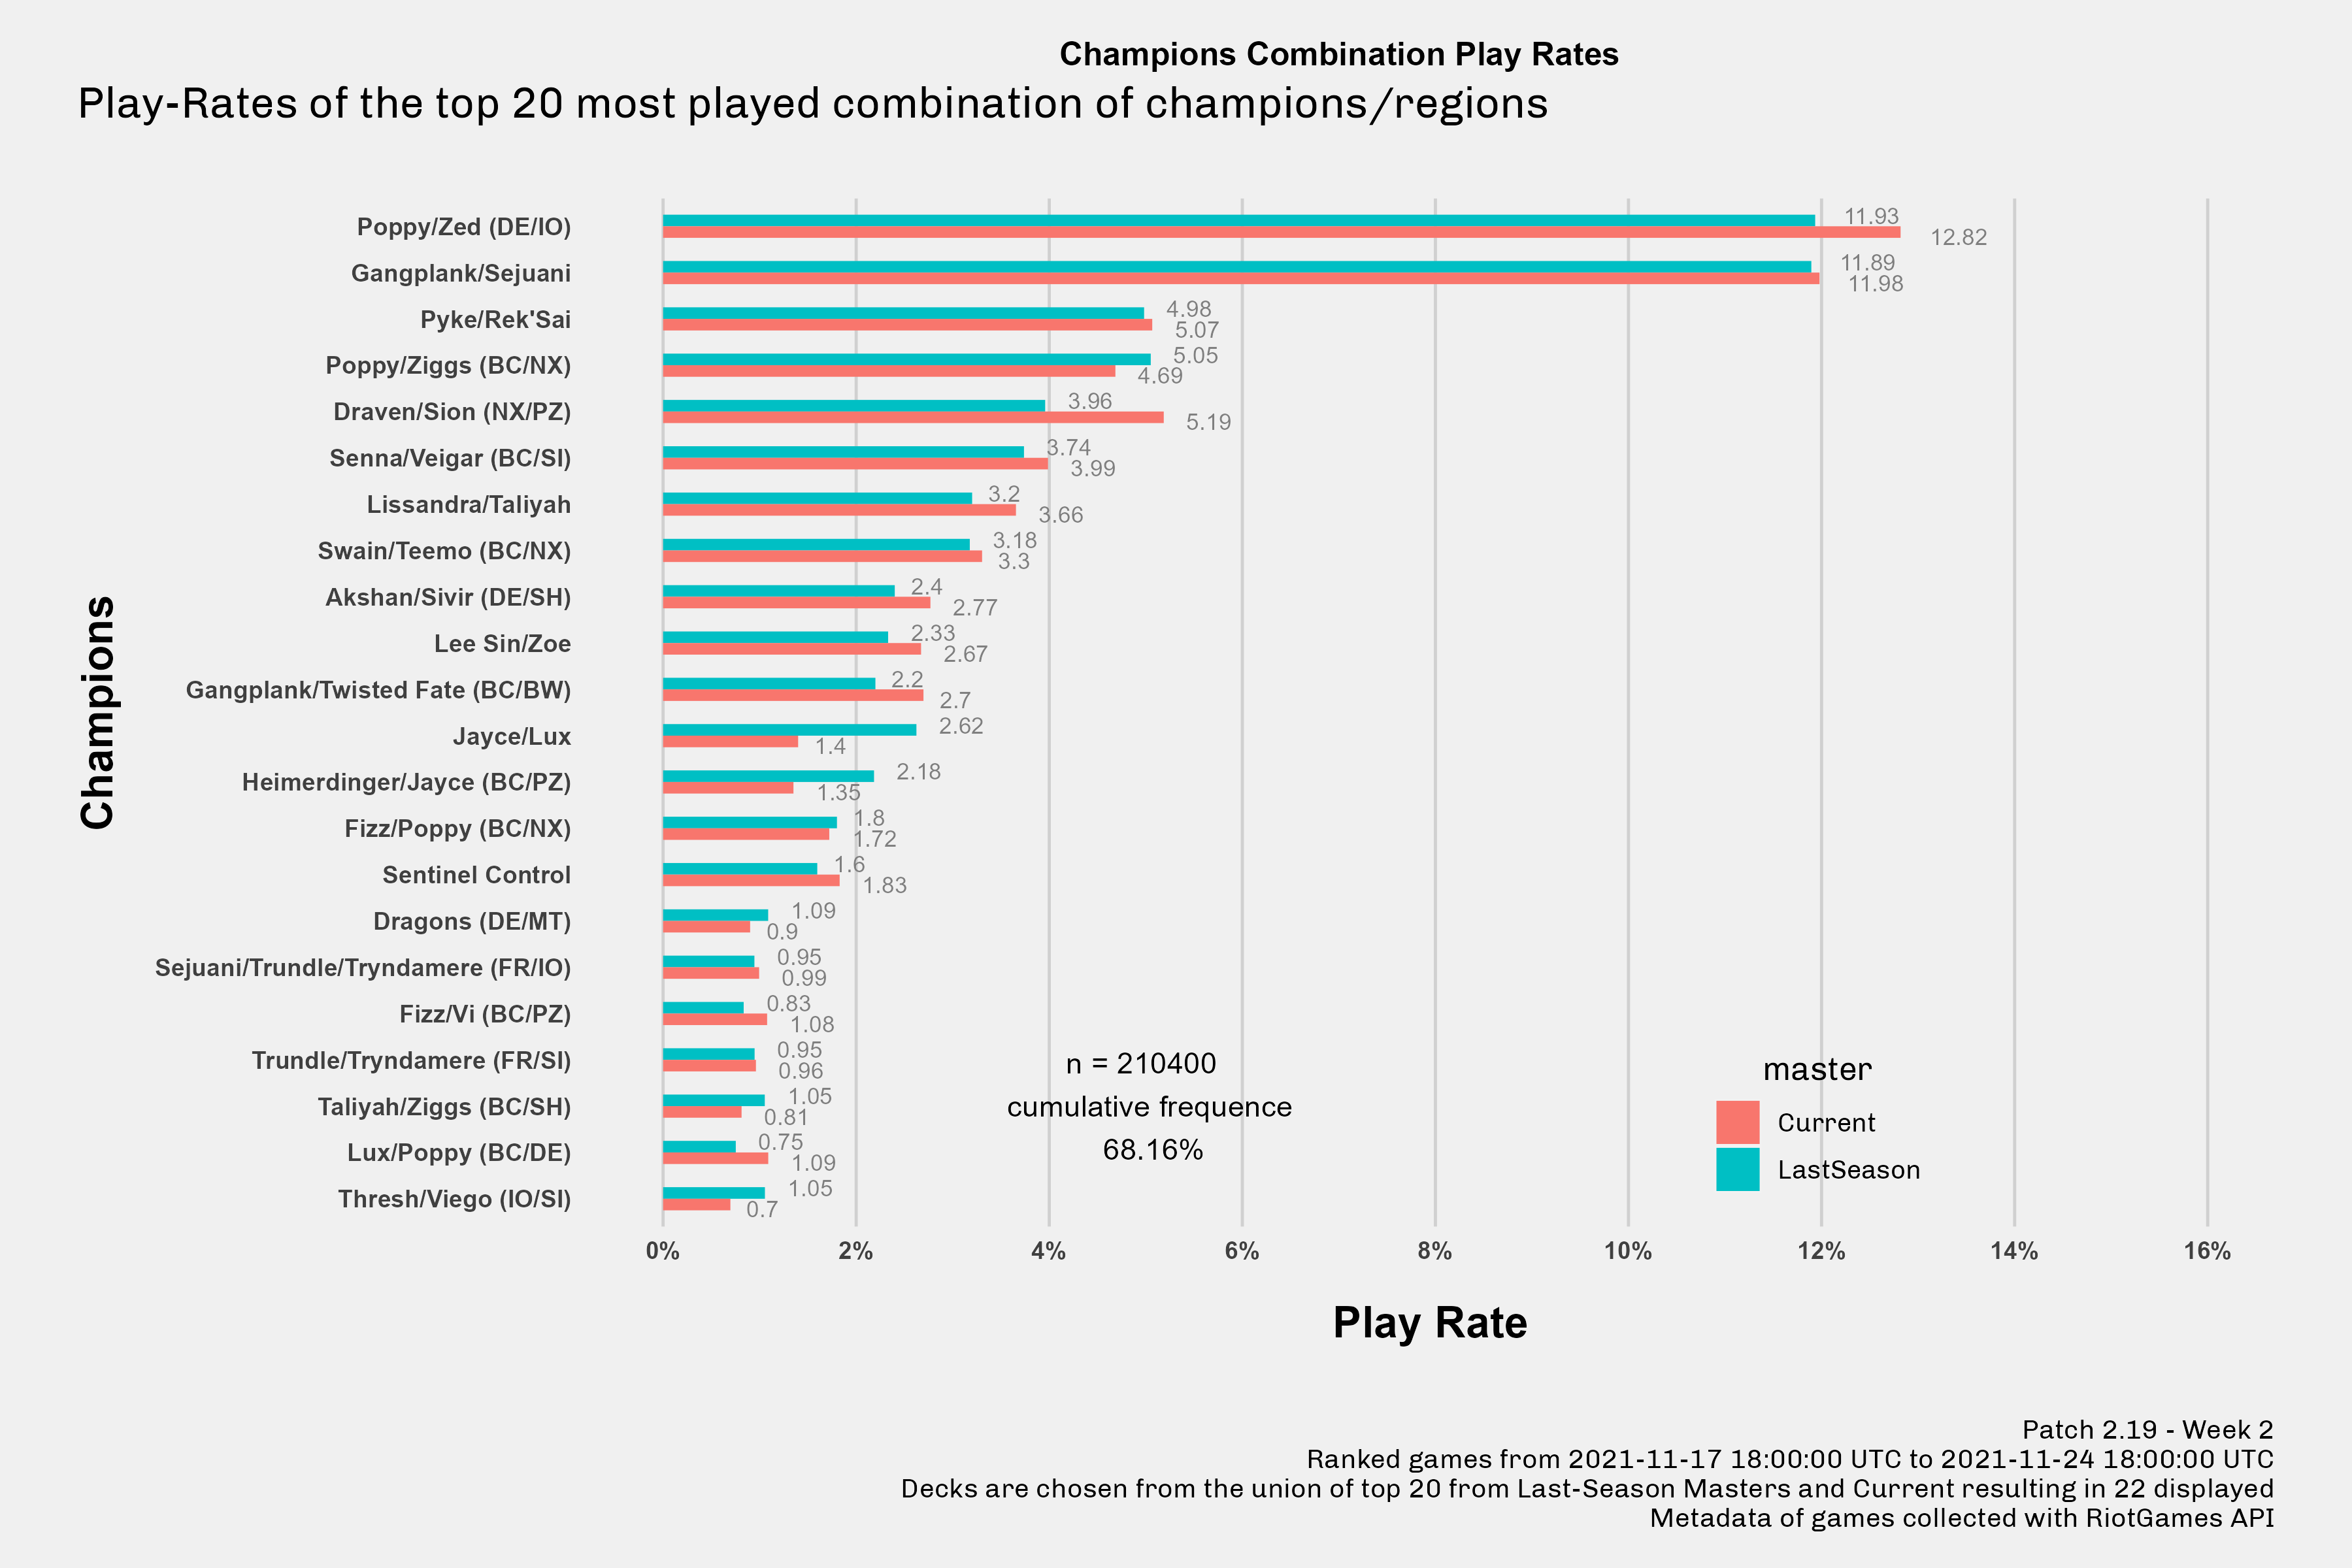 Champions Combination Play Rates
Play-Rates of the top 20 most played combination of champions/regions
Champions
Poppy/Zed (DE/IO)
11.93
12.82
Gangplank/Sejuani
11.89
11.98
Pyke/Rek'Sai
4.98
5.07
Poppy/Ziggs (BC/NX)
5.05
4.69
Draven/Sion (NX/PZ)
3.96
5.19
Senna/Veigar (BC/SI)
3.74
3.99
Lissandra/Taliyah
3.2
3.66
Swain/Teemo (BC/NX)
3.18
3.3
Akshan/Sivir (DE/SH)
2.4
2.77
Lee Sin/Zoe
2.33
2.67
Gangplank/Twisted Fate (BC/BW)
2.2
2.7
Jayce/Lux
2.62
1.4
Heimerdinger/Jayce (BC/PZ)
2.18
1.35
Fizz/Poppy (BC/NX)
1.8
1.72
Sentinel Control
1.6
1.83
Dragons (DE/MT)
1.09
0.9
Sejuani/Trundle/Tryndamere (FR/IO)
0.95
0.99
Fizz/Vi (BC/PZ)
0.83
1.08
Trundle/Tryndamere (FR/SI)
0.95
0.96
Taliyah/Ziggs (BC/SH)
1.05
0.81
Lux/Poppy (BC/DE)
0.75
1.09
Thresh/Viego (IO/SI)
1.05
0.7
n = 210400
cumulative frequence
68.16%
master
Current
LastSeason
0% 2% 4% 6% 8% 10% 12% 14% 16%
Play Rate
Patch 2.19 - Week 2
Ranked games from 2021-11-17 18:00:00 UTC to 2021-11-24 18:00:00 UTC
Decks are chosen from the union of top 20 from Last-Season Masters and Current resulting in 22 displayed
Metadata of games collected with RiotGames API